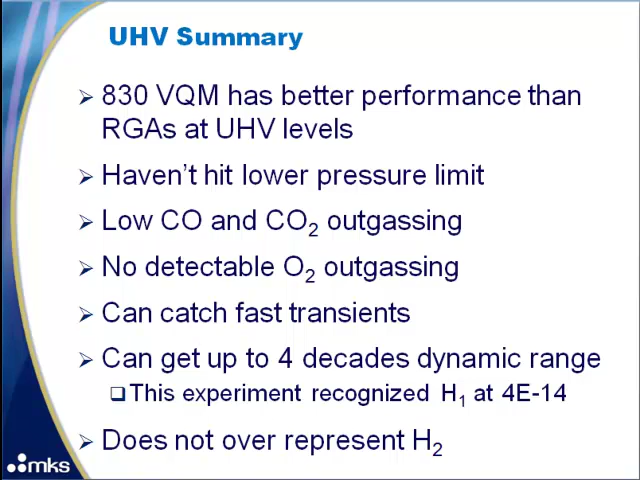 UHV Summary
830 VQM has better performance than
RGAs at UHV levels
Haven't hit lower pressure limit
Low CO and CO₂ outgassing
No detectable O₂ outgassing
Can catch fast transients
Can get up to 4 decades dynamic range
This experiment recognized H₁ at 4E-14
Does not over represent H₂
mks